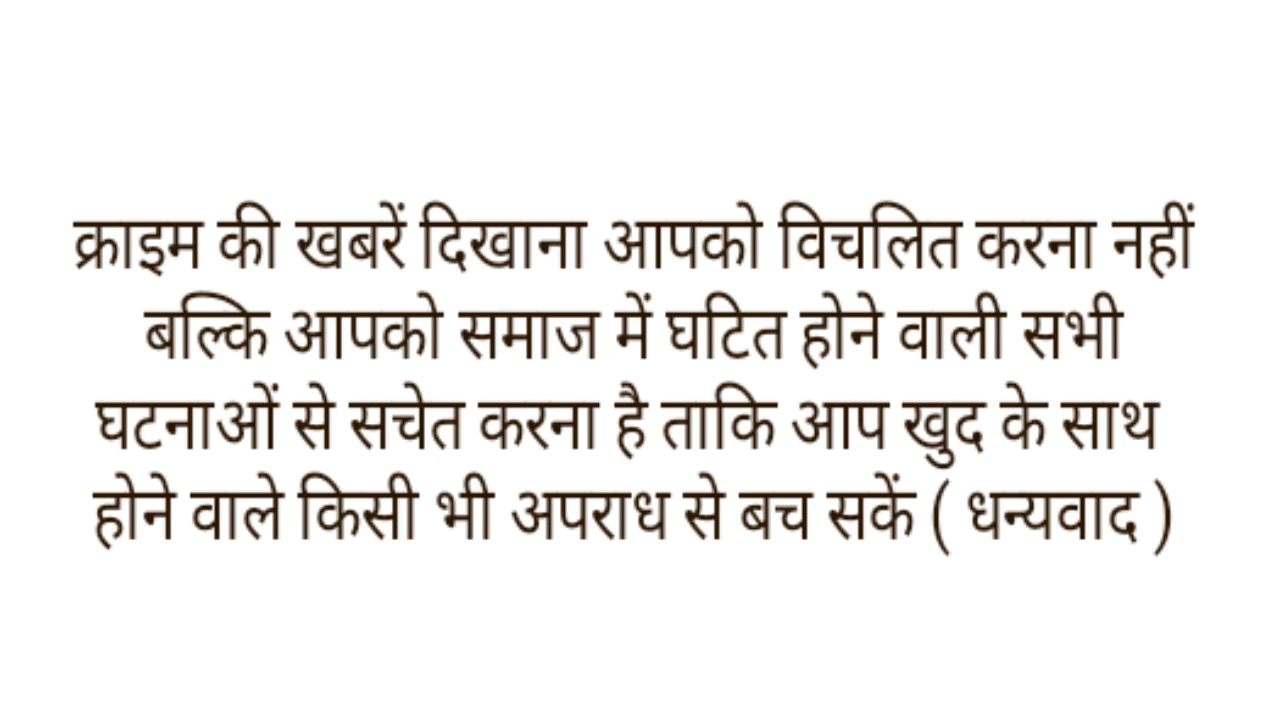 क्राइम की खबरें दिखाना आपको विचलित करना नहीं
बल्कि आपको समाज में घटित होने वाली सभी
घटनाओं से सचेत करना है ताकि आप खुद के साथ
होने वाले किसी भी अपराध से बच सकें ( धन्यवाद )